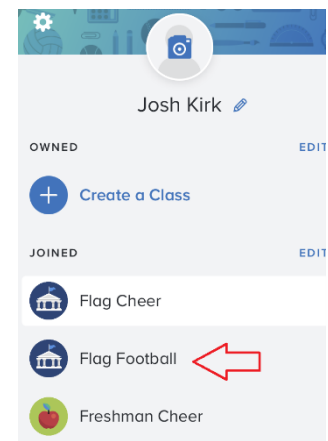 Josh Kirk
OWNED EDIT
Create a Class
JOINED EDIT
Flag Cheer
Flag Football
Freshman Cheer